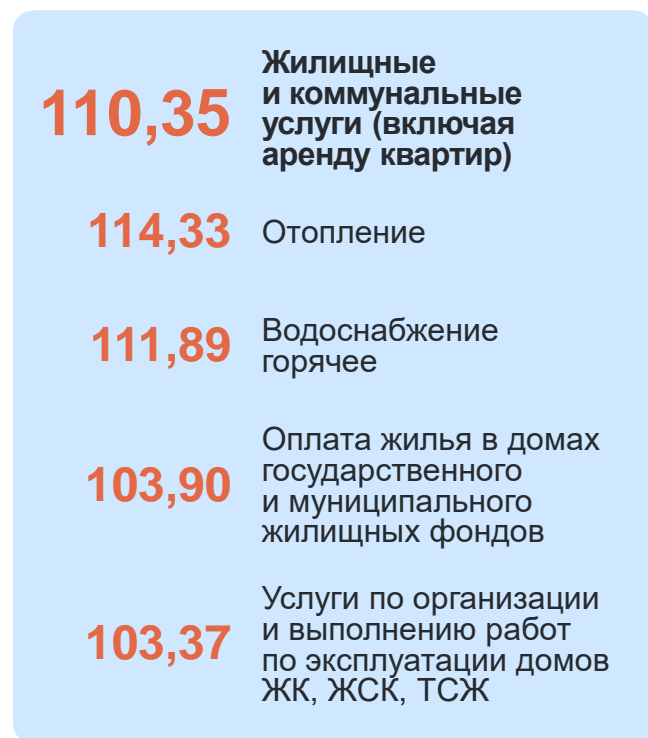 110,35
Жилищные
и коммунальные
услуги (включая
аренду квартир)
114,33
Отопление
111,89
Водоснабжение
горячее
103,90
Оплата жилья в домах
государственного
и муниципального
жилищных фондов
103,37
Услуги по организации
и выполнению работ
по эксплуатации домов
ЖК, ЖСК, ТСЖ